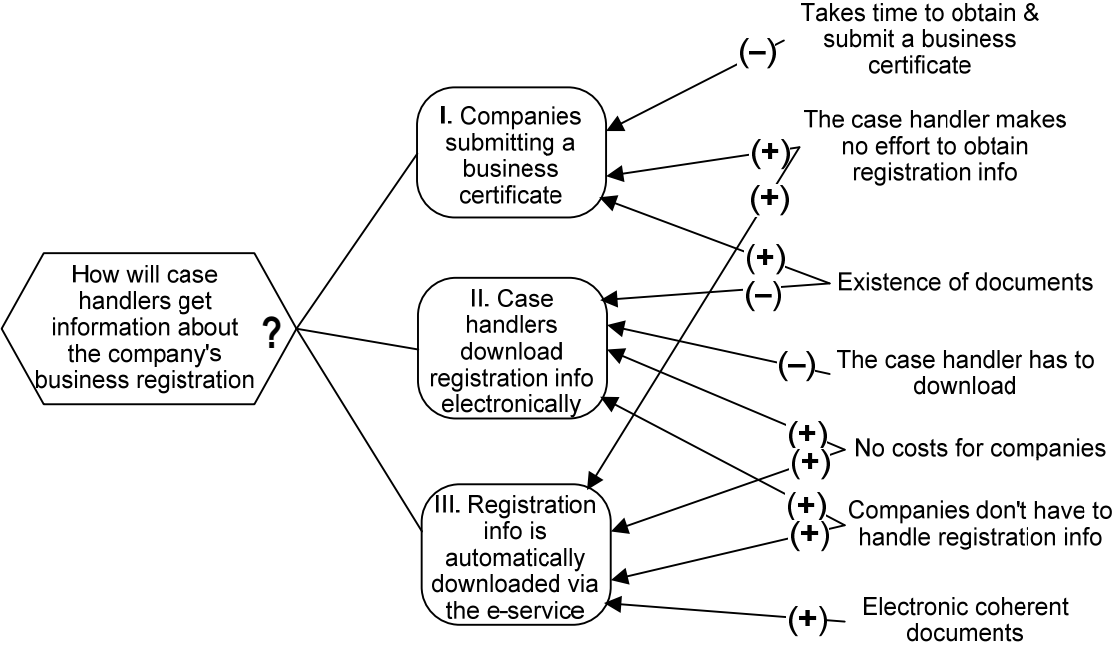 How will case
handlers get
information about
the company's
business registration
?
I. Companies
submitting a
business
certificate
II. Case
handlers
download
registration info
electronically
III. Registration
info is
automatically
downloaded via
the e-service
(−)
(+)
(+)
(+)
(−)
(−)
(+)
(+)
(+)
(+)
(+)
Takes time to obtain &
submit a business
certificate
The case handler makes
no effort to obtain
registration info
Existence of documents
The case handler has to
download
No costs for companies
Companies don't have to
handle registration info
Electronic coherent
documents